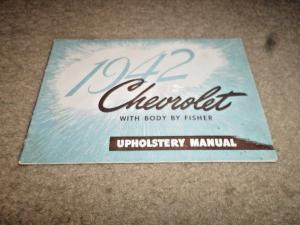 1942
Chevrolet
WITH BODY BY FISHER
UPHOLSTERY MANUAL